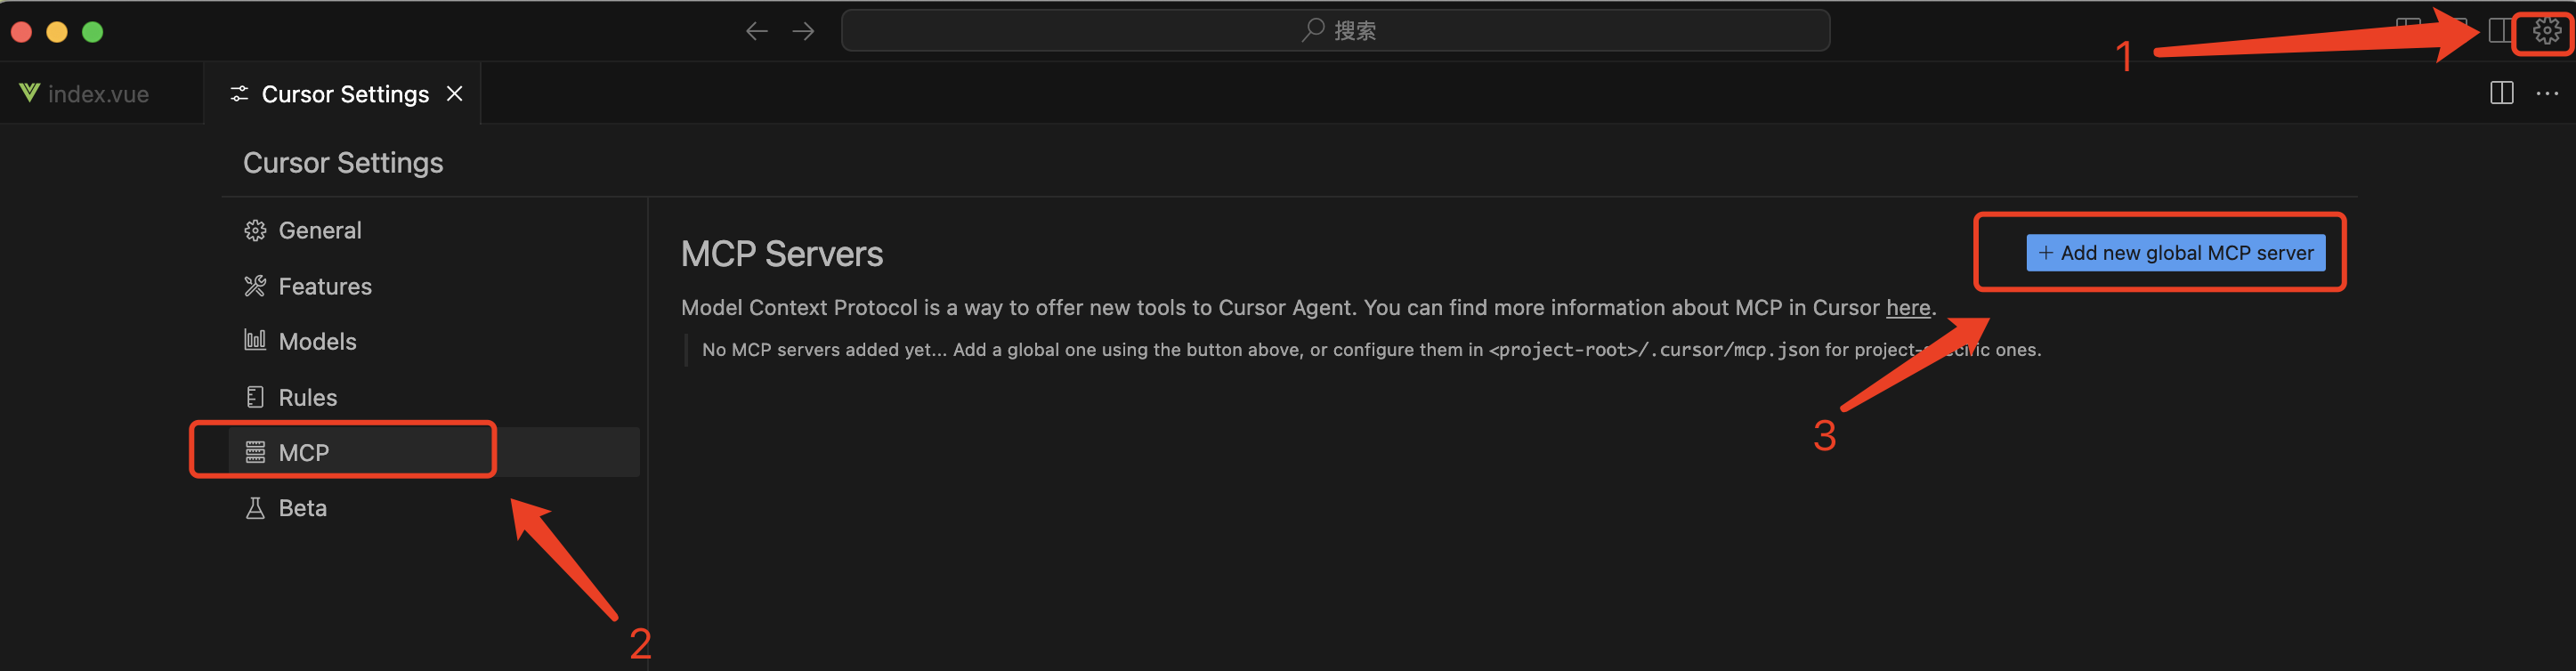 搜索
1
index.vue
Cursor Settings
Cursor Settings
General
Features
Models
Rules
MCP
Beta
2
MCP Servers
+ Add new global MCP server
Model Context Protocol is a way to offer new tools to Cursor Agent. You can find more information about MCP in Cursor here.
No MCP servers added yet... Add a global one using the button above, or configure them in <project-root>/.cursor/mcp.json for project-specific ones.
3